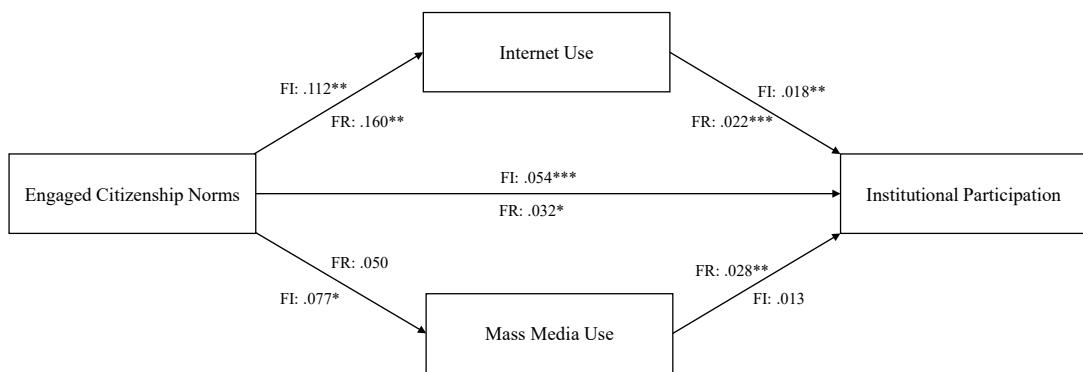 Internet Use
FI: .112**
FI: .018**
FR: .160**
FR: .022***
Engaged Citizenship Norms
FI: .054***
FR: .032*
Institutional Participation
FR: .050
FR: .028**
FI: .077*
FI: .013
Mass Media Use